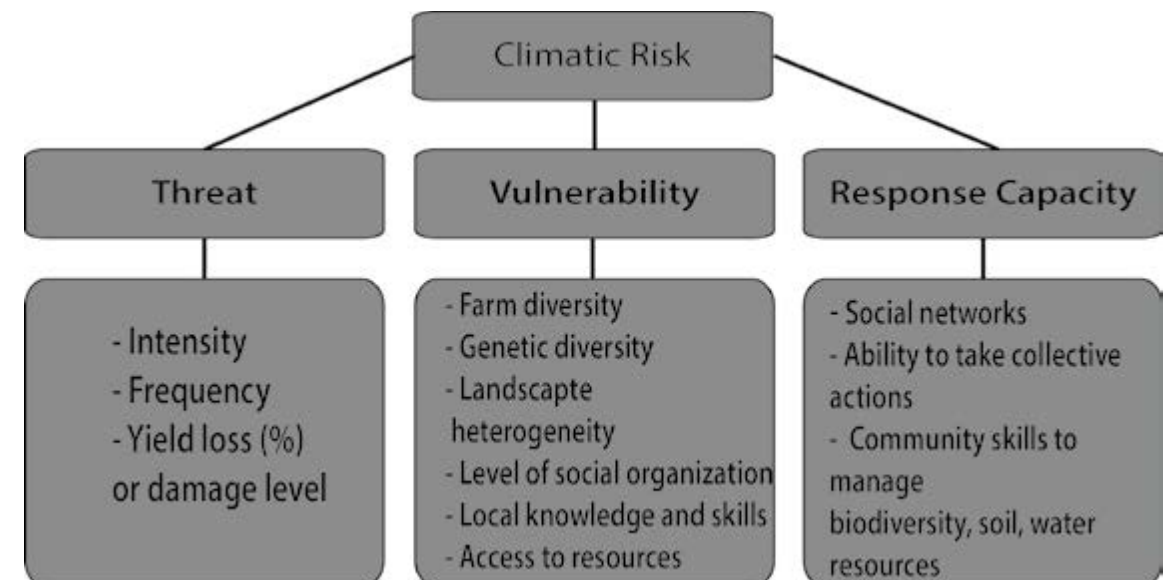 Climatic Risk
Threat
Vulnerability
Response Capacity
- Intensity
- Frequency
- Yield loss (%)
or damage level
- Farm diversity
- Genetic diversity
- Landscapte
heterogeneity
- Level of social organization
- Local knowledge and skills
- Access to resources
- Social networks
- Ability to take collective
actions
- Community skills to
manage
biodiversity, soil, water
resources